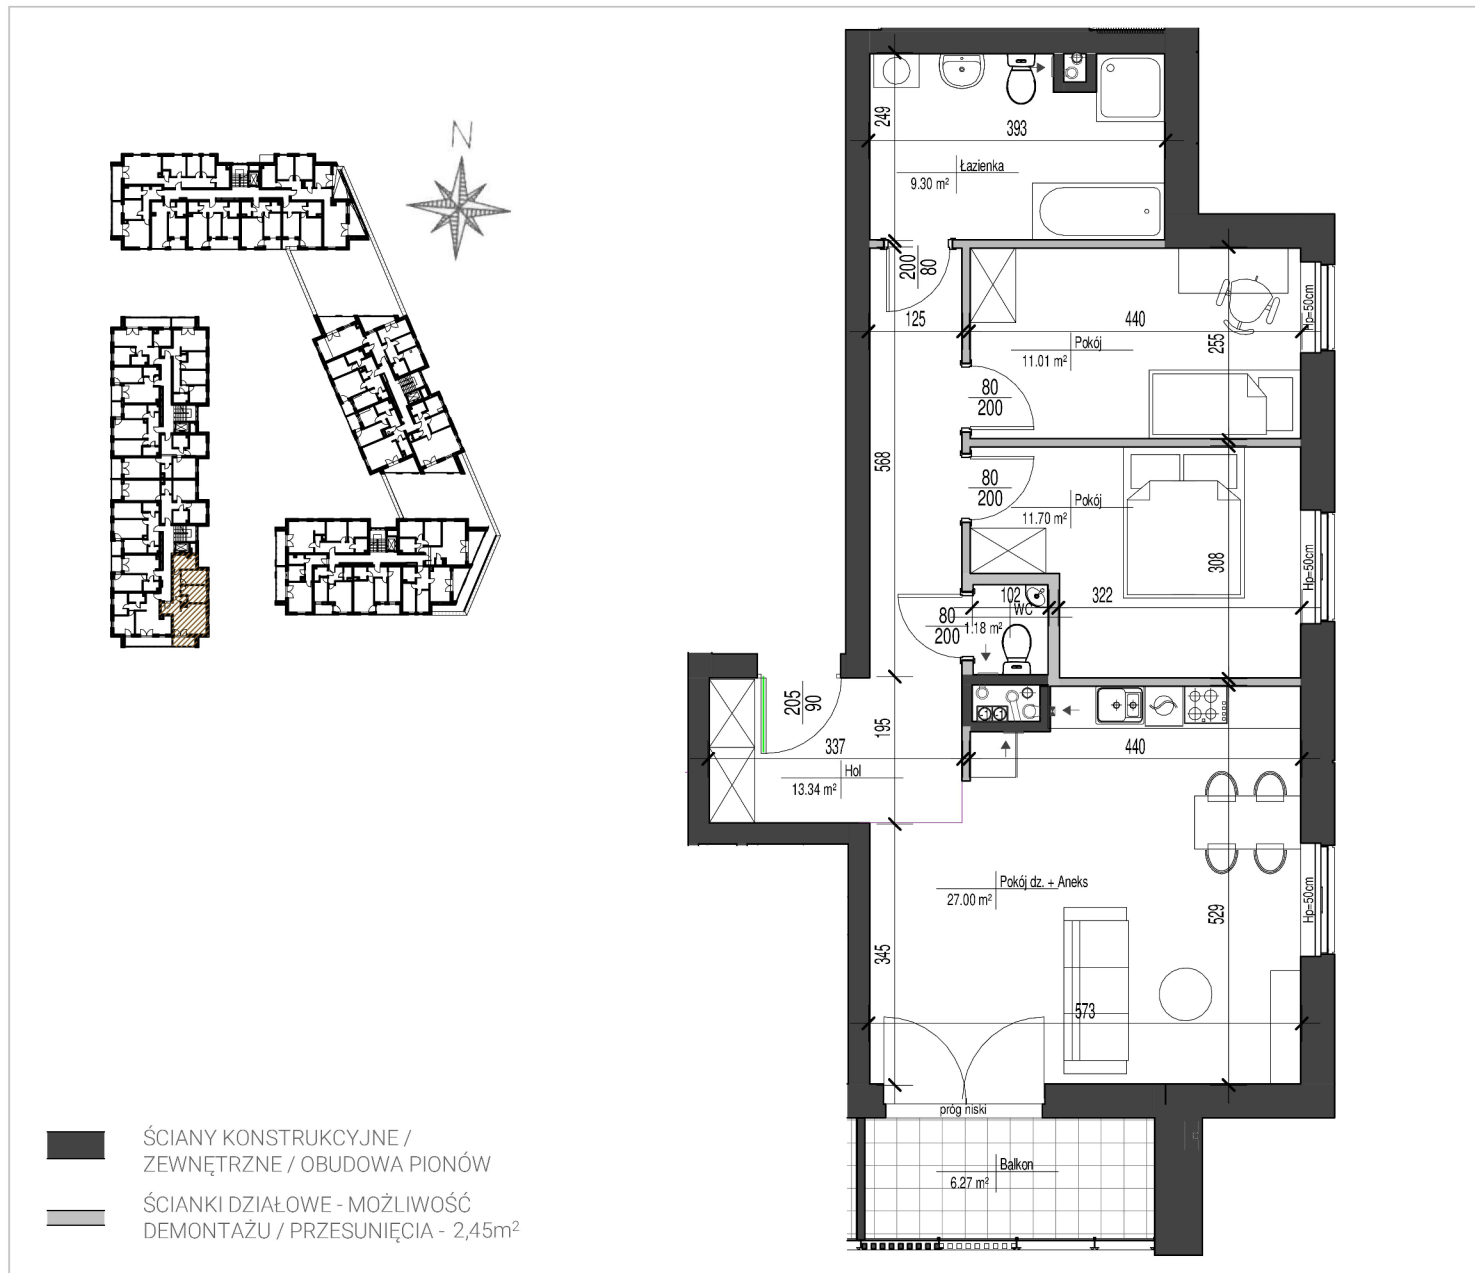 N
249
393
Łazienka
9.30 m²
200
80
125
440
Hp=50cm
255
Pokój
11.01 m²
80
200
568
80
200
Pokój
11.70 m²
308
Hp=50cm
102
322
WC
1.18 m²
80
200
205
90
195
337
440
Hol
13.34 m²
Pokój dz. + Aneks
27.00 m²
Hp=50cm
529
345
573
próg niski
Balkon
6.27 m²
ŚCIANY KONSTRUKCYJNE /
ZEWNĘTRZNE / OBUDOWA PIONÓW
ŚCIANKI DZIAŁOWE - MOŻLIWOŚĆ
DEMONTAŻU / PRZESUNIĘCIA - 2,45m²